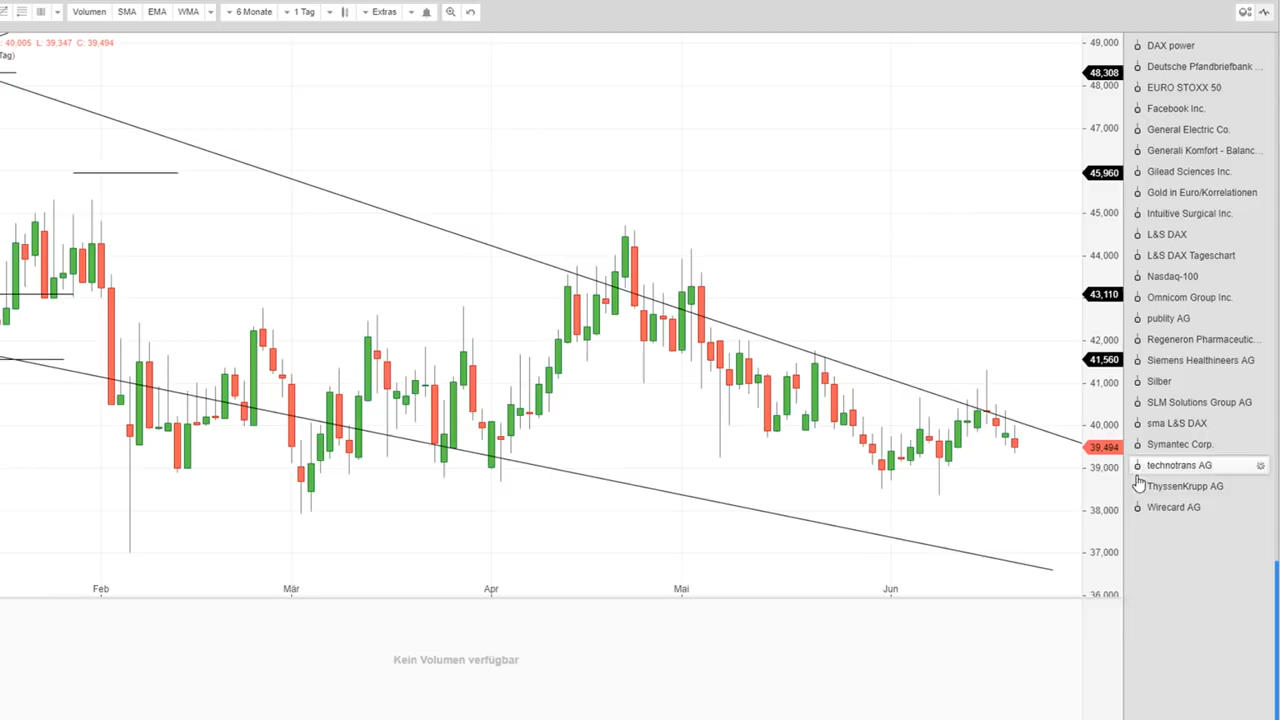 Volumen SMA EMA WMA 6 Monate 1 Tag Extras
: 40,005 L: 39,347 C: 39,494
Tag)
49,000
48,308
48,000
47,000
45,960
45,000
44,000
43,110
42,000
41,560
41,000
40,000
39,494
39,000
38,000
37,000
36,000
Feb Mär Apr Mai Jun
Kein Volumen verfügbar
DAX power
Deutsche Pfandbriefbank ...
EURO STOXX 50
Facebook Inc.
General Electric Co.
Generali Komfort - Balanc...
Gilead Sciences Inc.
Gold in Euro/Korrelationen
Intuitive Surgical Inc.
L&S DAX
L&S DAX Tageschart
Nasdaq-100
Omnicom Group Inc.
publity AG
Regeneron Pharmaceutic...
Siemens Healthineers AG
Silber
SLM Solutions Group AG
sma L&S DAX
Symantec Corp.
technotrans AG
ThyssenKrupp AG
Wirecard AG